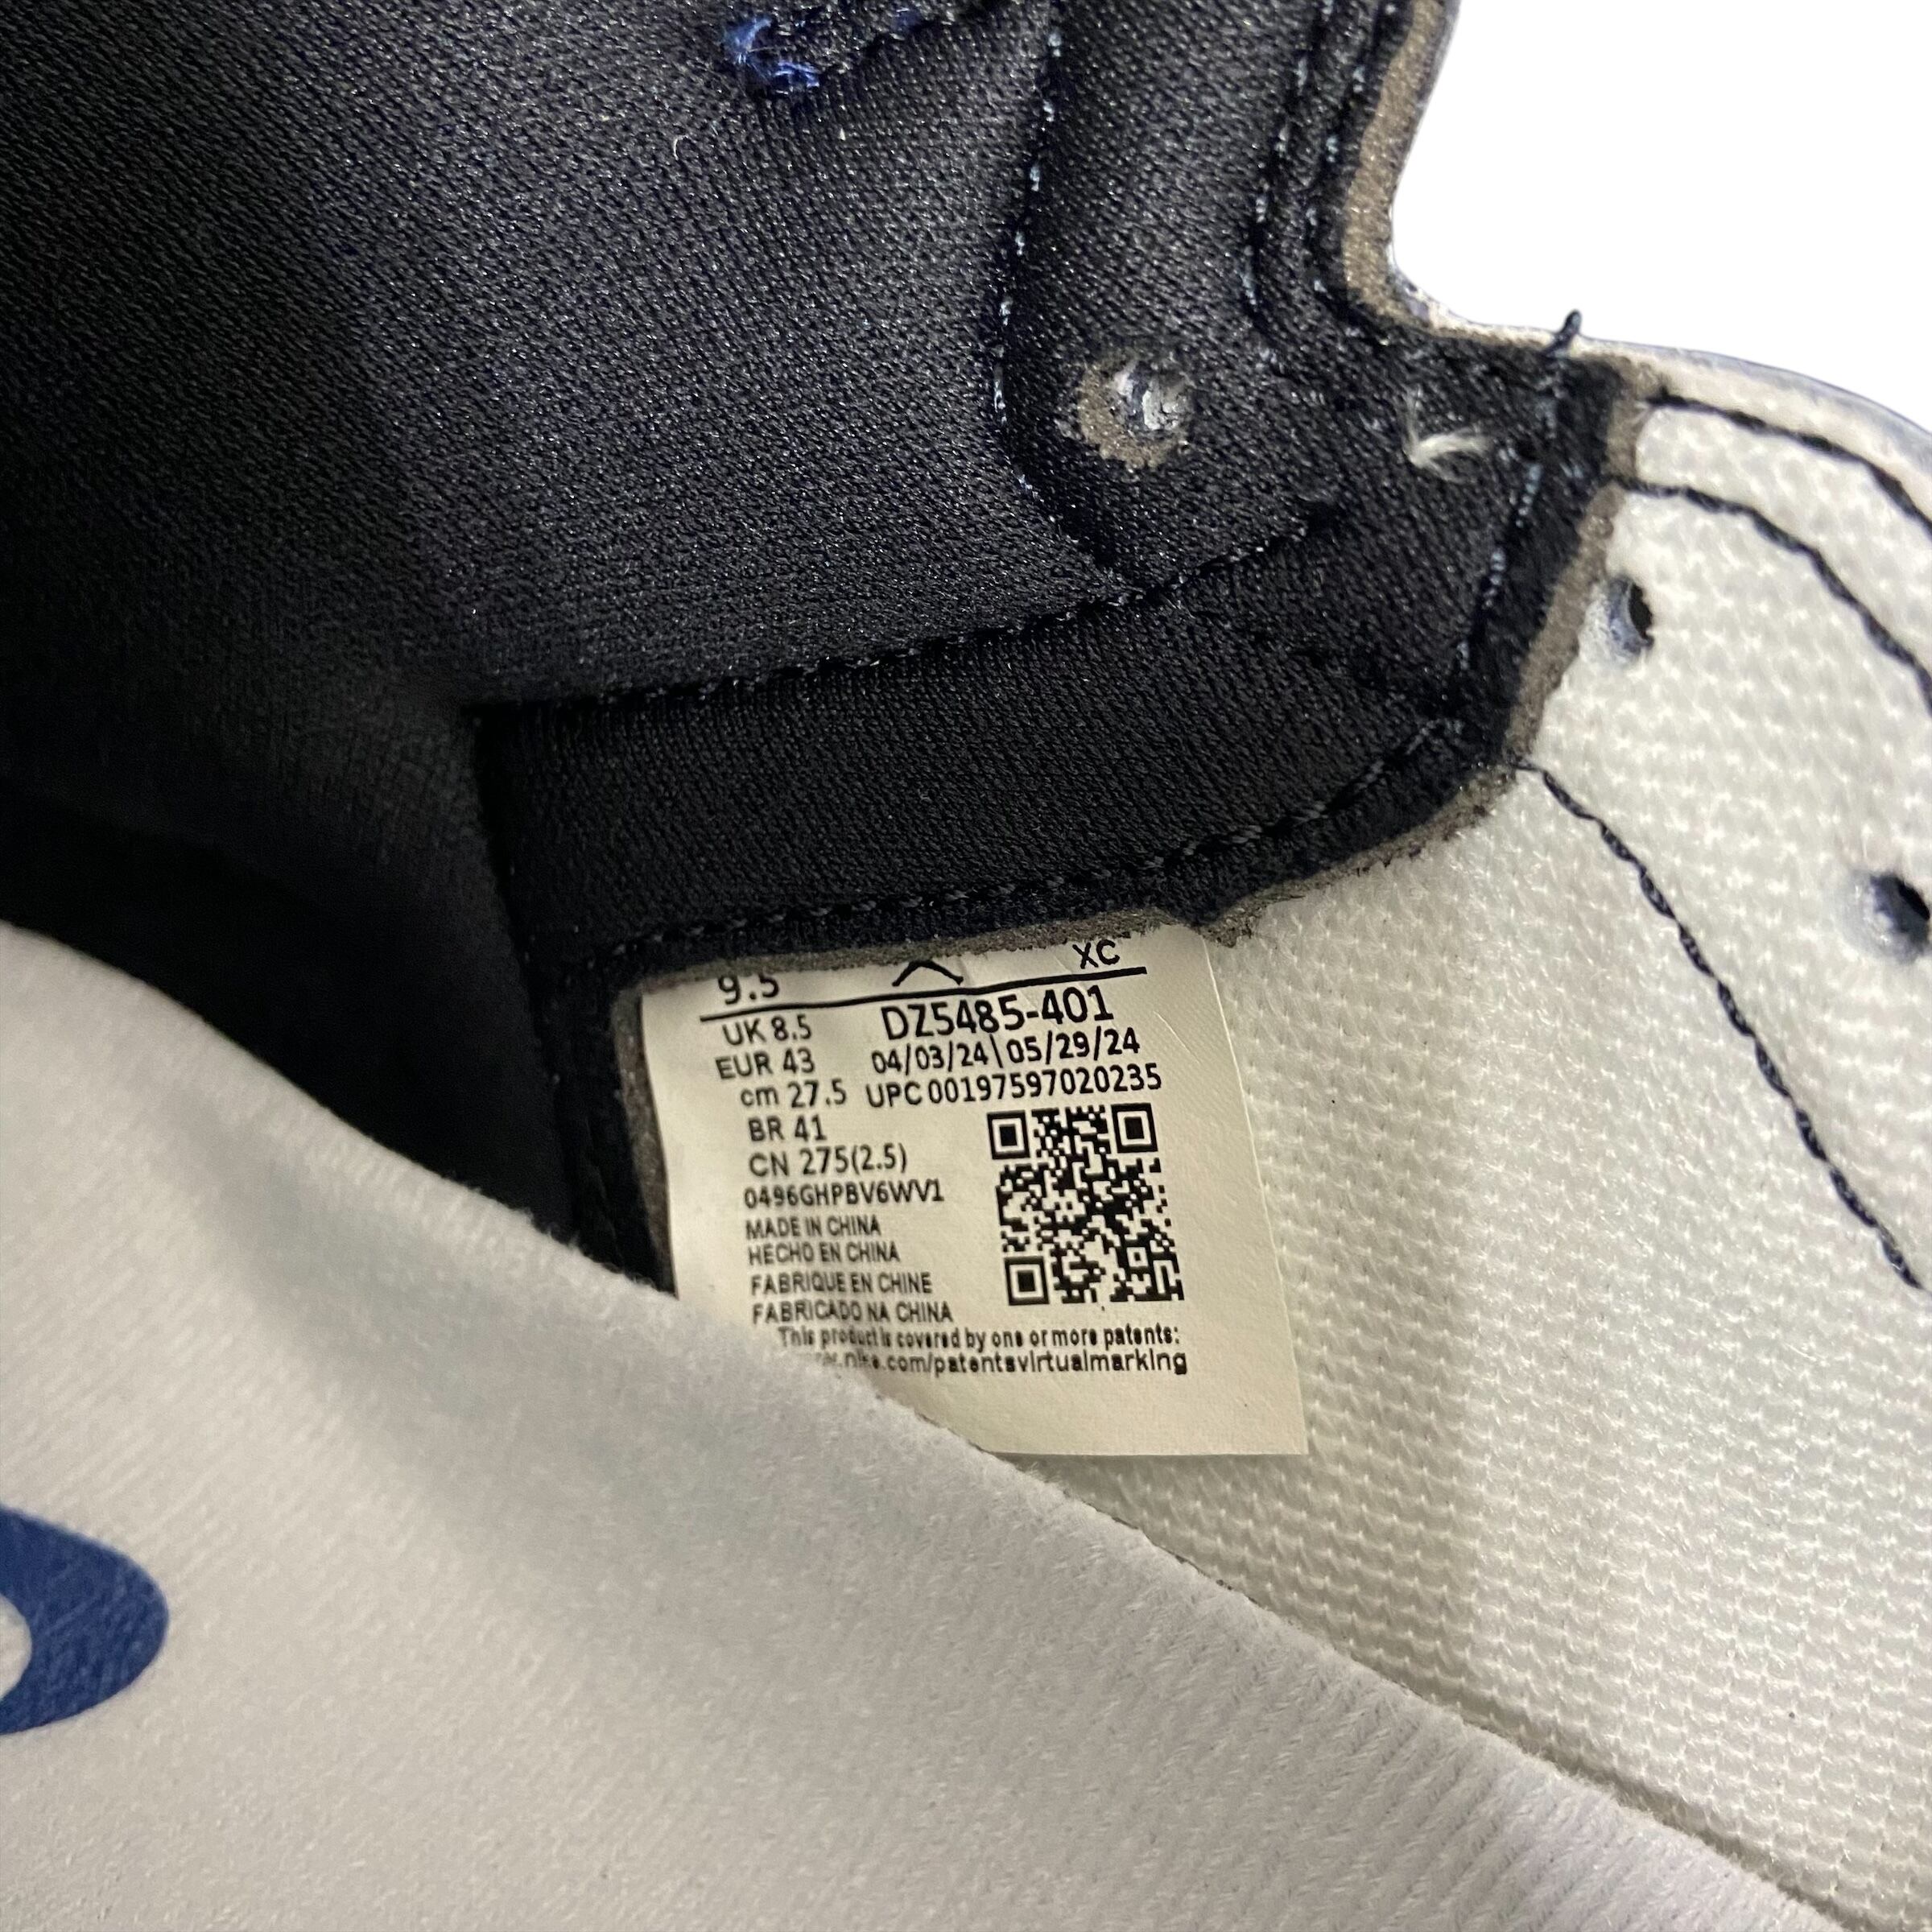 9.5 XC
UK 8.5 DZ5485-401
EUR 43 04/03/24\05/29/24
cm 27.5 UPC 00197597020235
BR 41
CN 275(2.5)
0496GHPBV6WV1
MADE IN CHINA
HECHO EN CHINA
FABRIQUE EN CHINE
FABRICADO NA CHINA
This product is covered by one or more patents:
.nike.com/patentsvirtualmarking